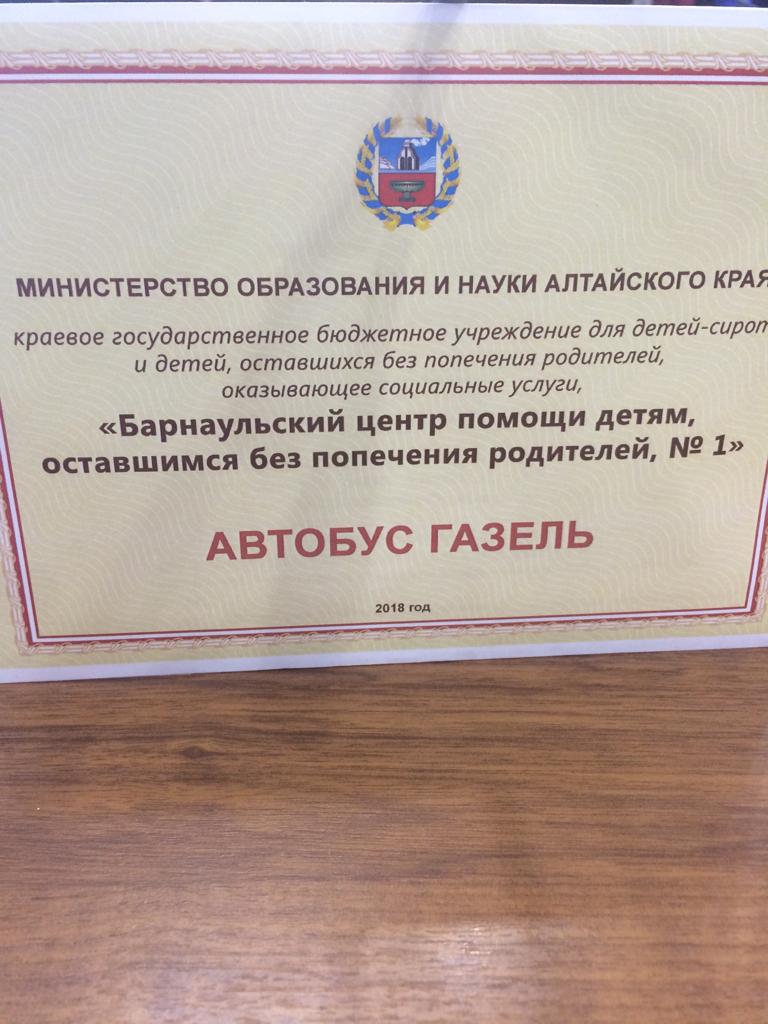 МИНИСТЕРСТВО ОБРАЗОВАНИЯ И НАУКИ АЛТАЙСКОГО КРАЯ
краевое государственное бюджетное учреждение для детей-сирот
и детей, оставшихся без попечения родителей,
оказывающее социальные услуги,
«Барнаульский центр помощи детям,
оставшимся без попечения родителей, № 1»
АВТОБУС ГАЗЕЛЬ
2018 год